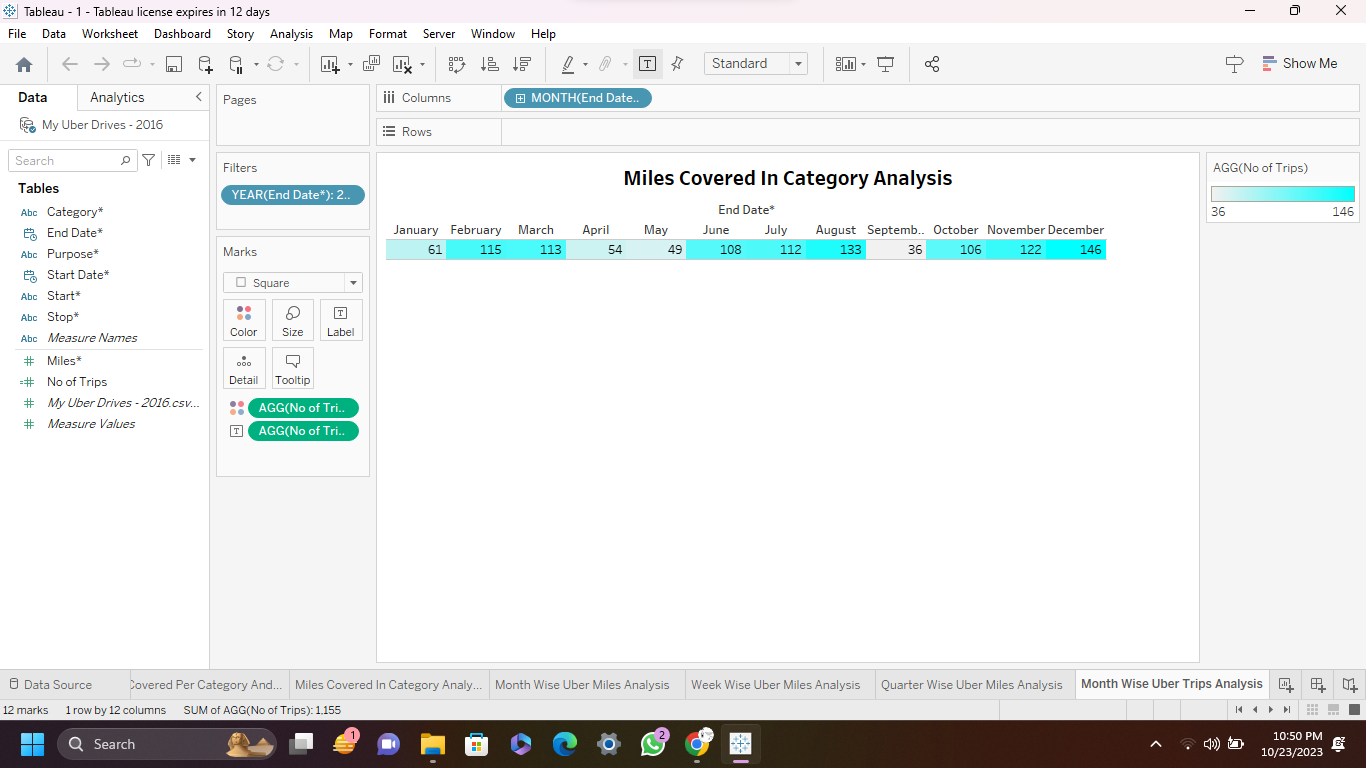 Tableau - 1 - Tableau license expires in 12 days
File Data Worksheet Dashboard Story Analysis Map Format Server Window Help
Standard
Show Me
Data Analytics
My Uber Drives - 2016
Search
Tables
Abc Category*
End Date*
Abc Purpose*
Start Date*
Abc Start*
Abc Stop*
Abc Measure Names
Miles*
No of Trips
My Uber Drives - 2016.csv...
Measure Values
Pages
Filters
YEAR(End Date*): 2..
Marks
Square
Color Size Label
Detail Tooltip
AGG(No of Tri..
AGG(No of Tri..
Columns MONTH(End Date..
Rows
Miles Covered In Category Analysis
End Date*
January February March April May June July August Septemb.. October November December
61 115 113 54 49 108 112 133 36 106 122 146
AGG(No of Trips)
36 146
Data Source Covered Per Category And... Miles Covered In Category Analy... Month Wise Uber Miles Analysis Week Wise Uber Miles Analysis Quarter Wise Uber Miles Analysis Month Wise Uber Trips Analysis
12 marks 1 row by 12 columns SUM of AGG(No of Trips): 1,155
Search 1 2 10:50 PM
10/23/2023